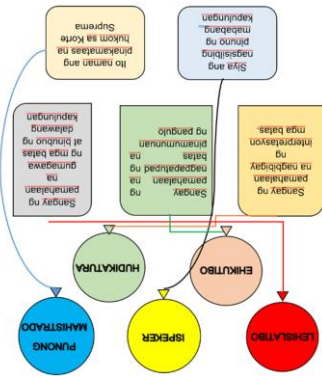 LEHISLATIBO
ISPEKER
PUNONG
MAHISTRADO
EHIKUTIBO
HUDIKATURA
Sangay ng
pamahalaan
na nagbibigay
ng
interpretasyon
mga batas
Sangay ng
pamahalaan na
nagpapatupad ng
batas na
pinamumunuan
ng pangulo
Sangay ng
pamahalaan
na
gumagawa
ng mga batas
at binubuo ng
dalawang
kapulungan
Siya ang
nagsisilbing
pinuno ng
mababang
kapulungan
Ito naman ang
pinakamataas na
hukom sa Korte
Suprema